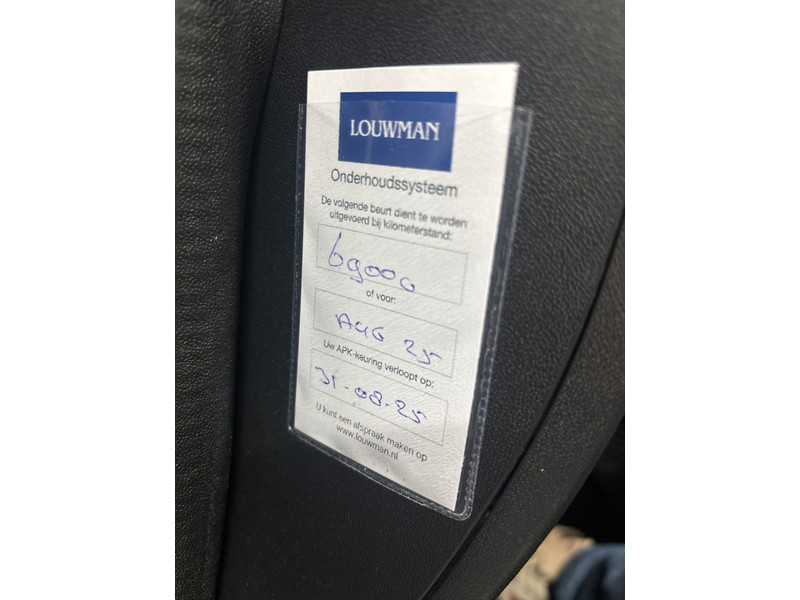 LOUWMAN
Onderhoudssysteem
De volgende beurt dient te worden
uitgevoerd bij kilometerstand:
69000
of voor:
AUG 25
Uw APK-keuring verloopt op:
31-08-25
U kunt een afspraak maken op
www.louwman.nl